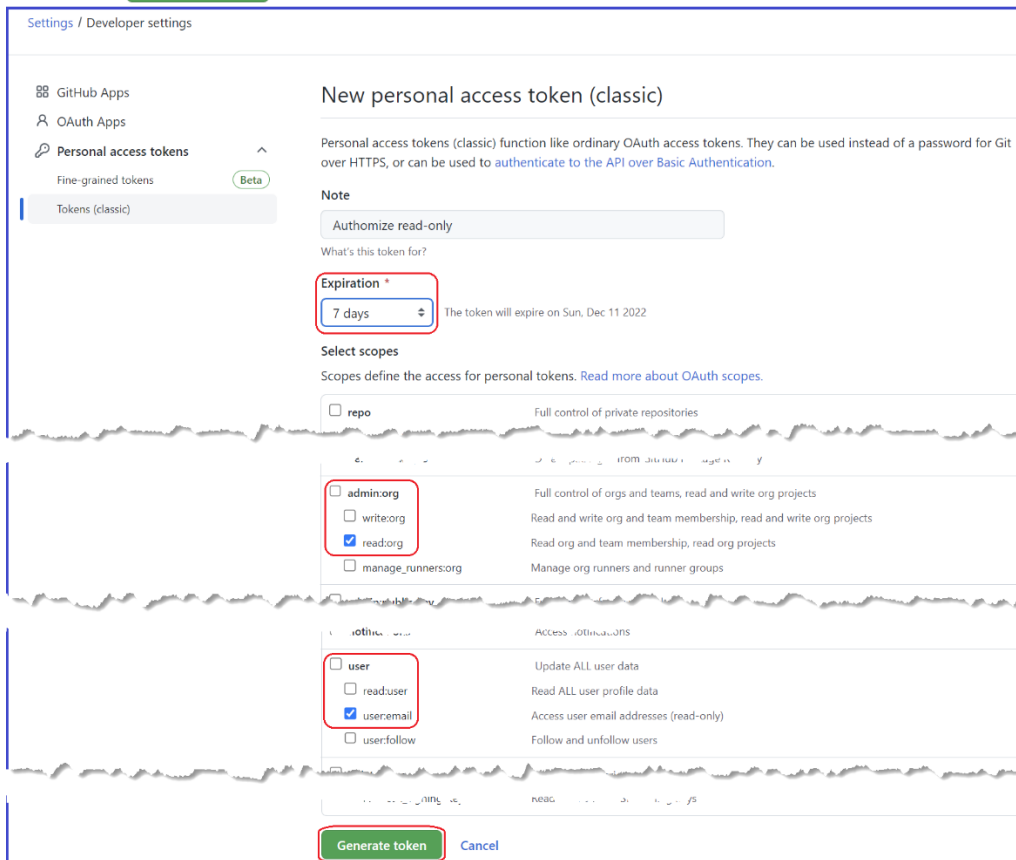 Settings / Developer settings
GitHub Apps
OAuth Apps
Personal access tokens
Fine-grained tokens Beta
Tokens (classic)
New personal access token (classic)
Personal access tokens (classic) function like ordinary OAuth access tokens. They can be used instead of a password for Git
over HTTPS, or can be used to authenticate to the API over Basic Authentication.
Note
Authomize read-only
What's this token for?
Expiration *
7 days The token will expire on Sun, Dec 11 2022
Select scopes
Scopes define the access for personal tokens. Read more about OAuth scopes.
repo Full control of private repositories
admin:org Full control of orgs and teams, read and write org projects
write:org Read and write org and team membership, read and write org projects
read:org Read org and team membership, read org projects
manage_runners:org Manage org runners and runner groups
Access notifications
user Update ALL user data
read:user Read ALL user profile data
user:email Access user email addresses (read-only)
user:follow Follow and unfollow users
Read
Generate token Cancel